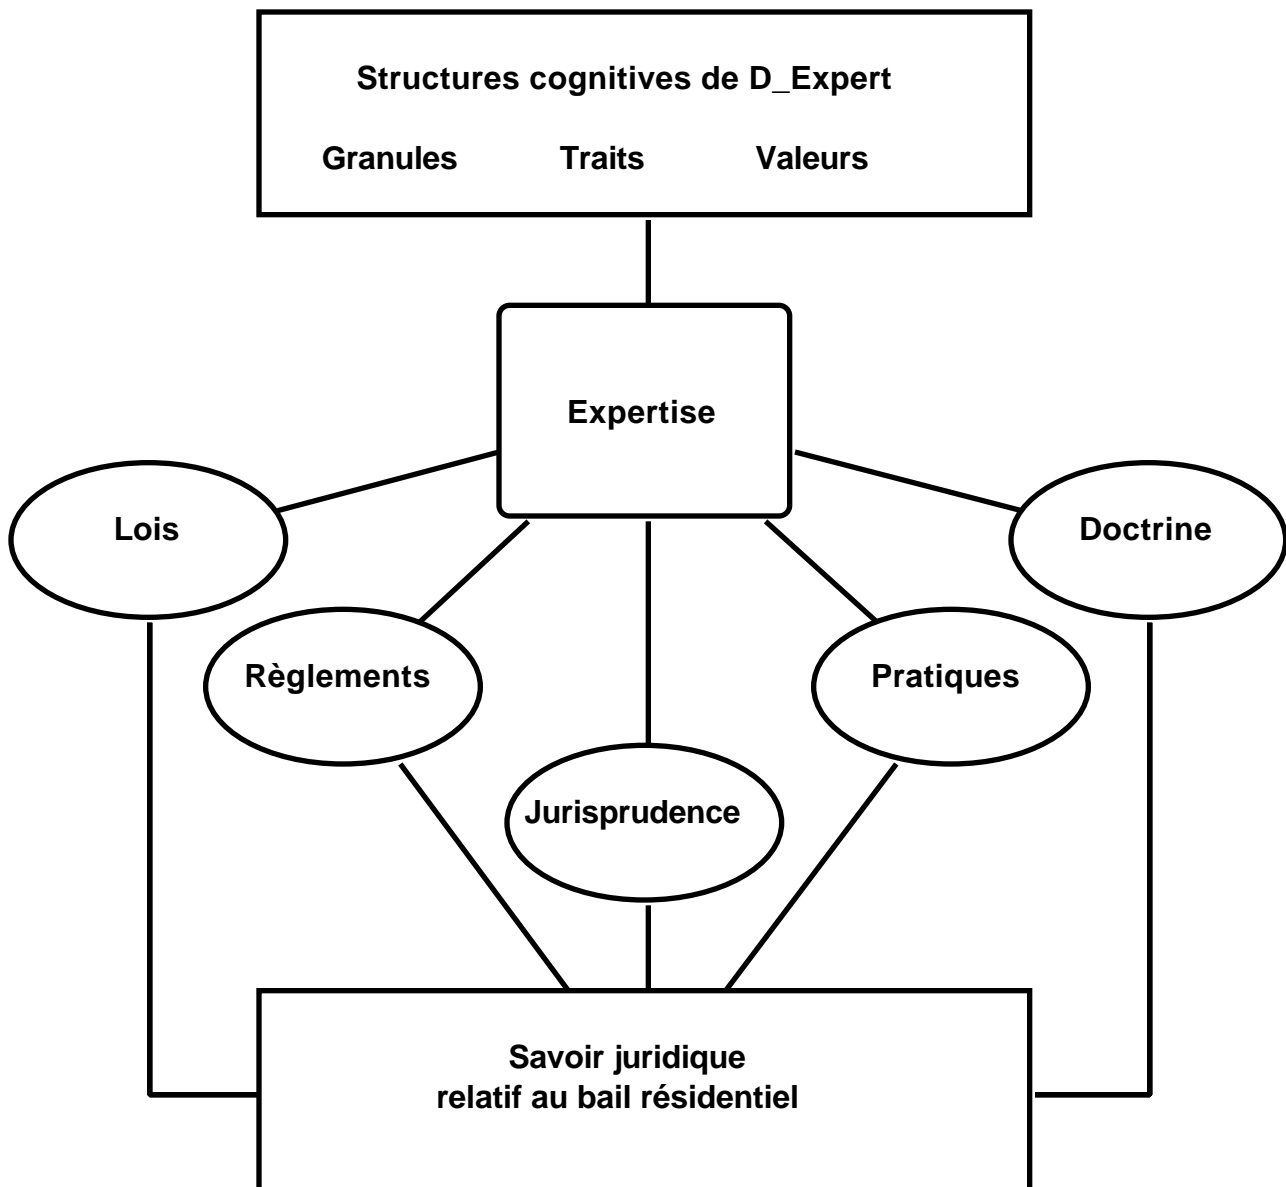 Structures cognitives de D_Expert
Granules Traits Valeurs
Expertise
Lois
Doctrine
Règlements
Pratiques
Jurisprudence
Savoir juridique
relatif au bail résidentiel